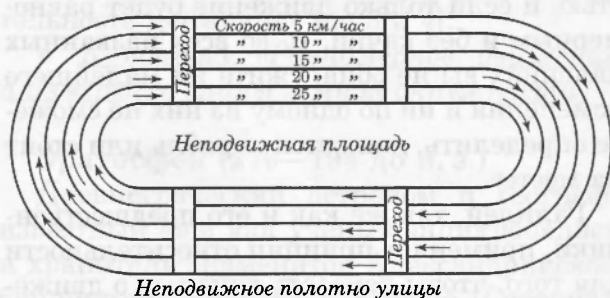 Скорость 5 км/час
„ 10 „ „
„ 15 „ „
„ 20 „ „
„ 25 „ „
Переход
Неподвижная площадь
Переход
Неподвижное полотно улицы